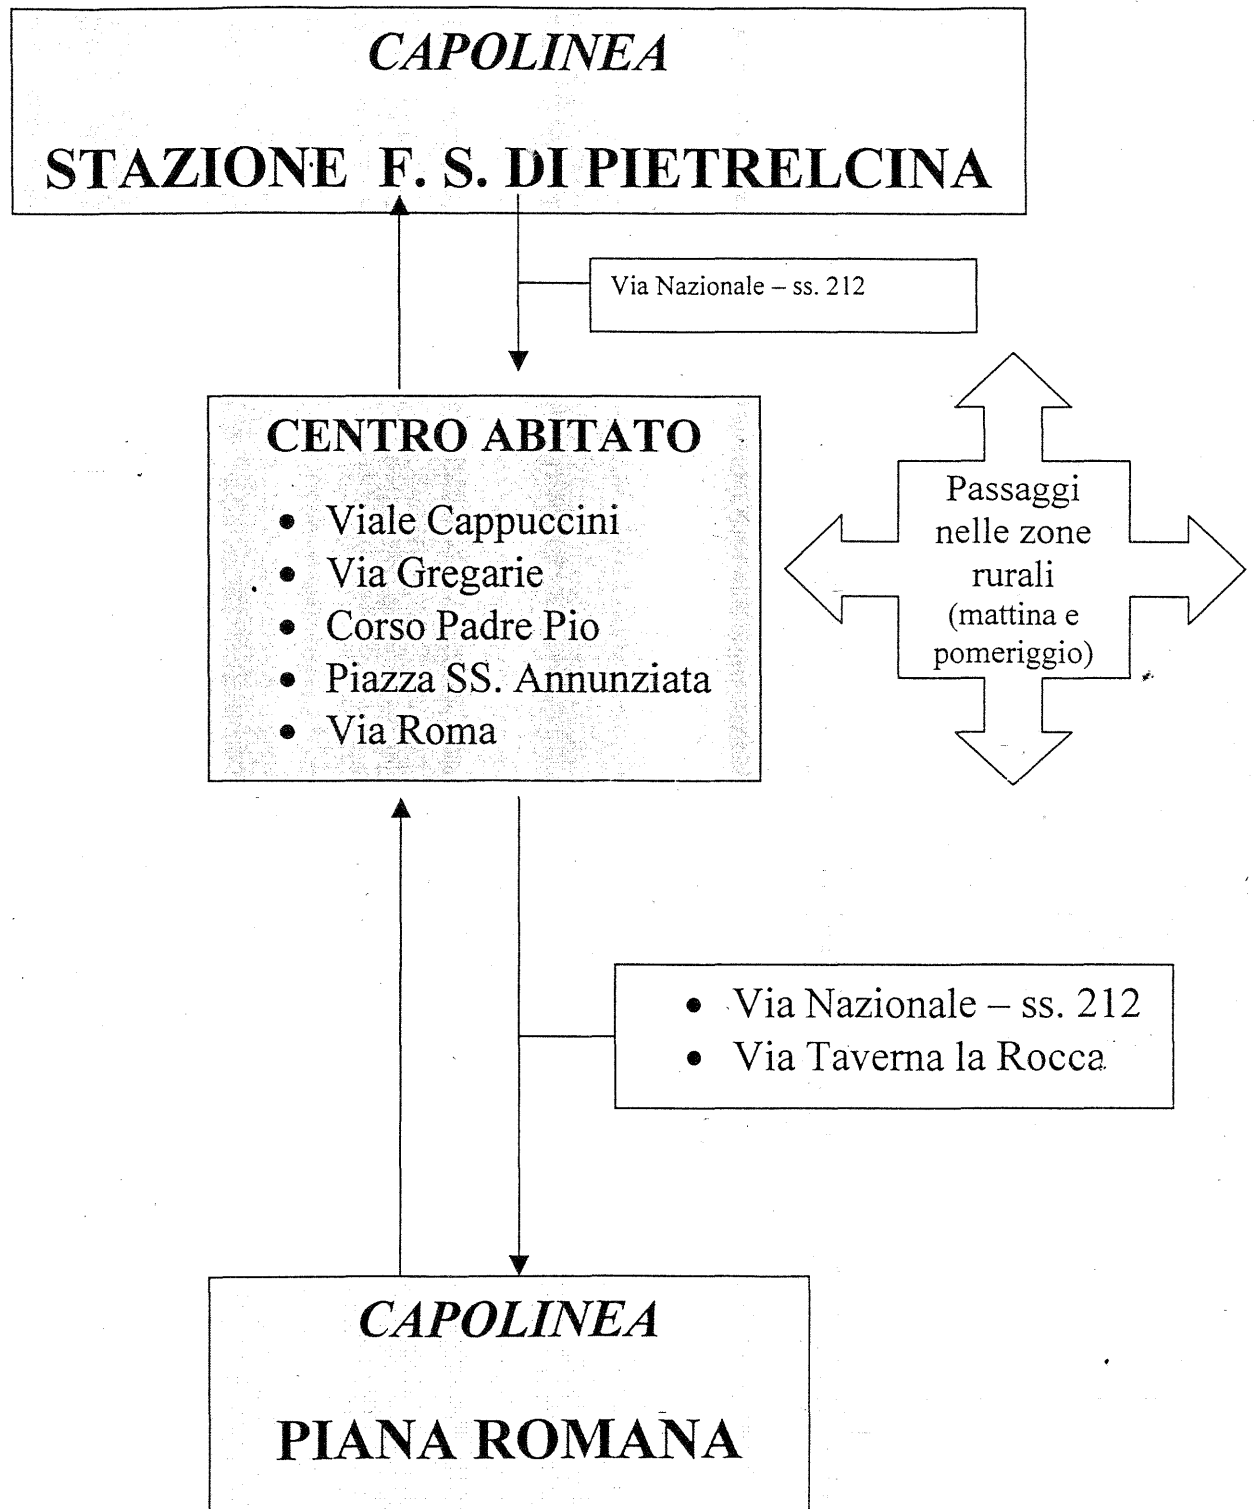 CAPOLINEA
STAZIONE F. S. DI PIETRELCINA
Via Nazionale – ss. 212
CENTRO ABITATO
• Viale Cappuccini
• Via Gregarie
• Corso Padre Pio
• Piazza SS. Annunziata
• Via Roma
Passaggi
nelle zone
rurali
(mattina e
pomeriggio)
• Via Nazionale – ss. 212
• Via Taverna la Rocca
CAPOLINEA
PIANA ROMANA